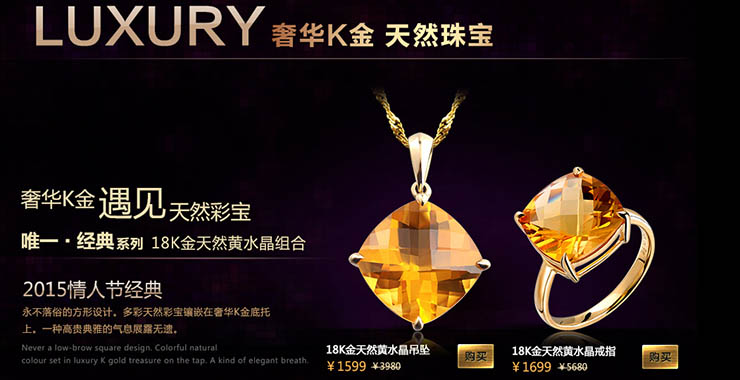 LUXURY 奢华K金 天然珠宝
奢华K金 遇见 天然彩宝
唯一·经典系列 18K金天然黄水晶组合
2015情人节经典
永不落俗的方形设计。多彩天然彩宝镶嵌在奢华K金底托
上。一种高贵典雅的气息展露无遗。
Never a low-brow square design. Colorful natural
colour set in luxury K gold treasure on the tap. A kind of elegant breath.
18K金天然黄水晶吊坠
¥1599 ¥3980 购买
18K金天然黄水晶戒指
¥1699 ¥5680 购买